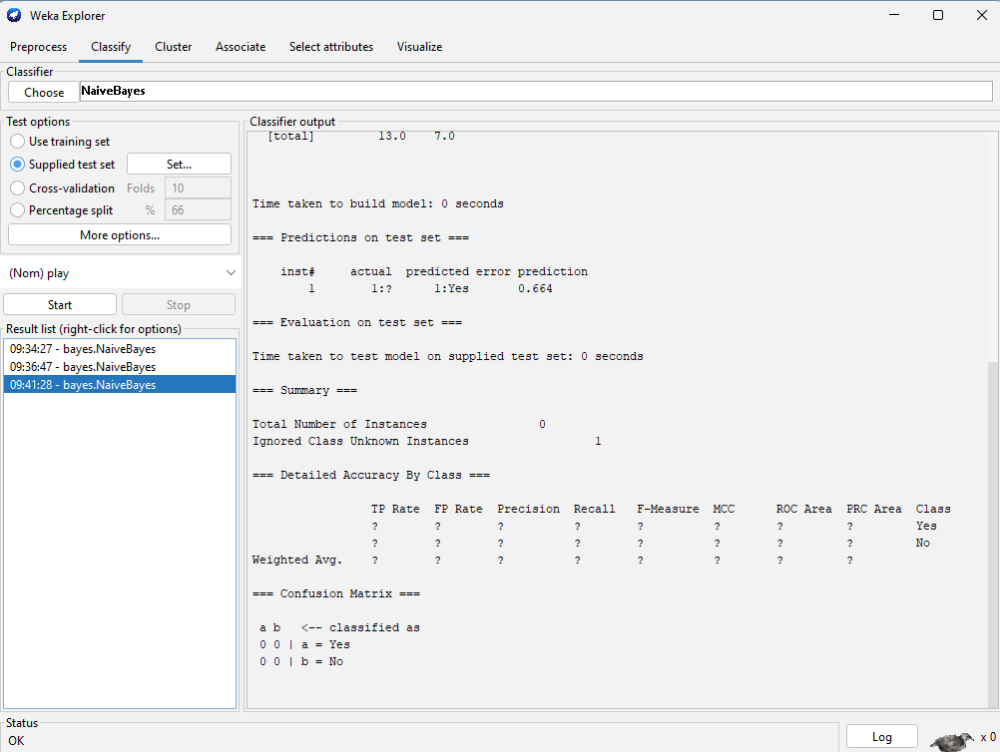 Weka Explorer
Preprocess Classify Cluster Associate Select attributes Visualize
Classifier
Choose NaiveBayes
Test options
Use training set
Supplied test set Set...
Cross-validation Folds 10
Percentage split % 66
More options...
(Nom) play
Start Stop
Result list (right-click for options)
09:34:27 - bayes.NaiveBayes
09:36:47 - bayes.NaiveBayes
09:41:28 - bayes.NaiveBayes
Classifier output
[total] 13.0 7.0
Time taken to build model: 0 seconds
=== Predictions on test set ===
inst# actual predicted error prediction
1 1:? 1:Yes 0.664
=== Evaluation on test set ===
Time taken to test model on supplied test set: 0 seconds
=== Summary ===
Total Number of Instances 0
Ignored Class Unknown Instances 1
=== Detailed Accuracy By Class ===
TP Rate FP Rate Precision Recall F-Measure MCC ROC Area PRC Area Class
? ? ? ? ? ? ? ? Yes
? ? ? ? ? ? ? ? No
Weighted Avg. ? ? ? ? ? ? ? ?
=== Confusion Matrix ===
a b <-- classified as
0 0 | a = Yes
0 0 | b = No
Status
OK
Log x 0